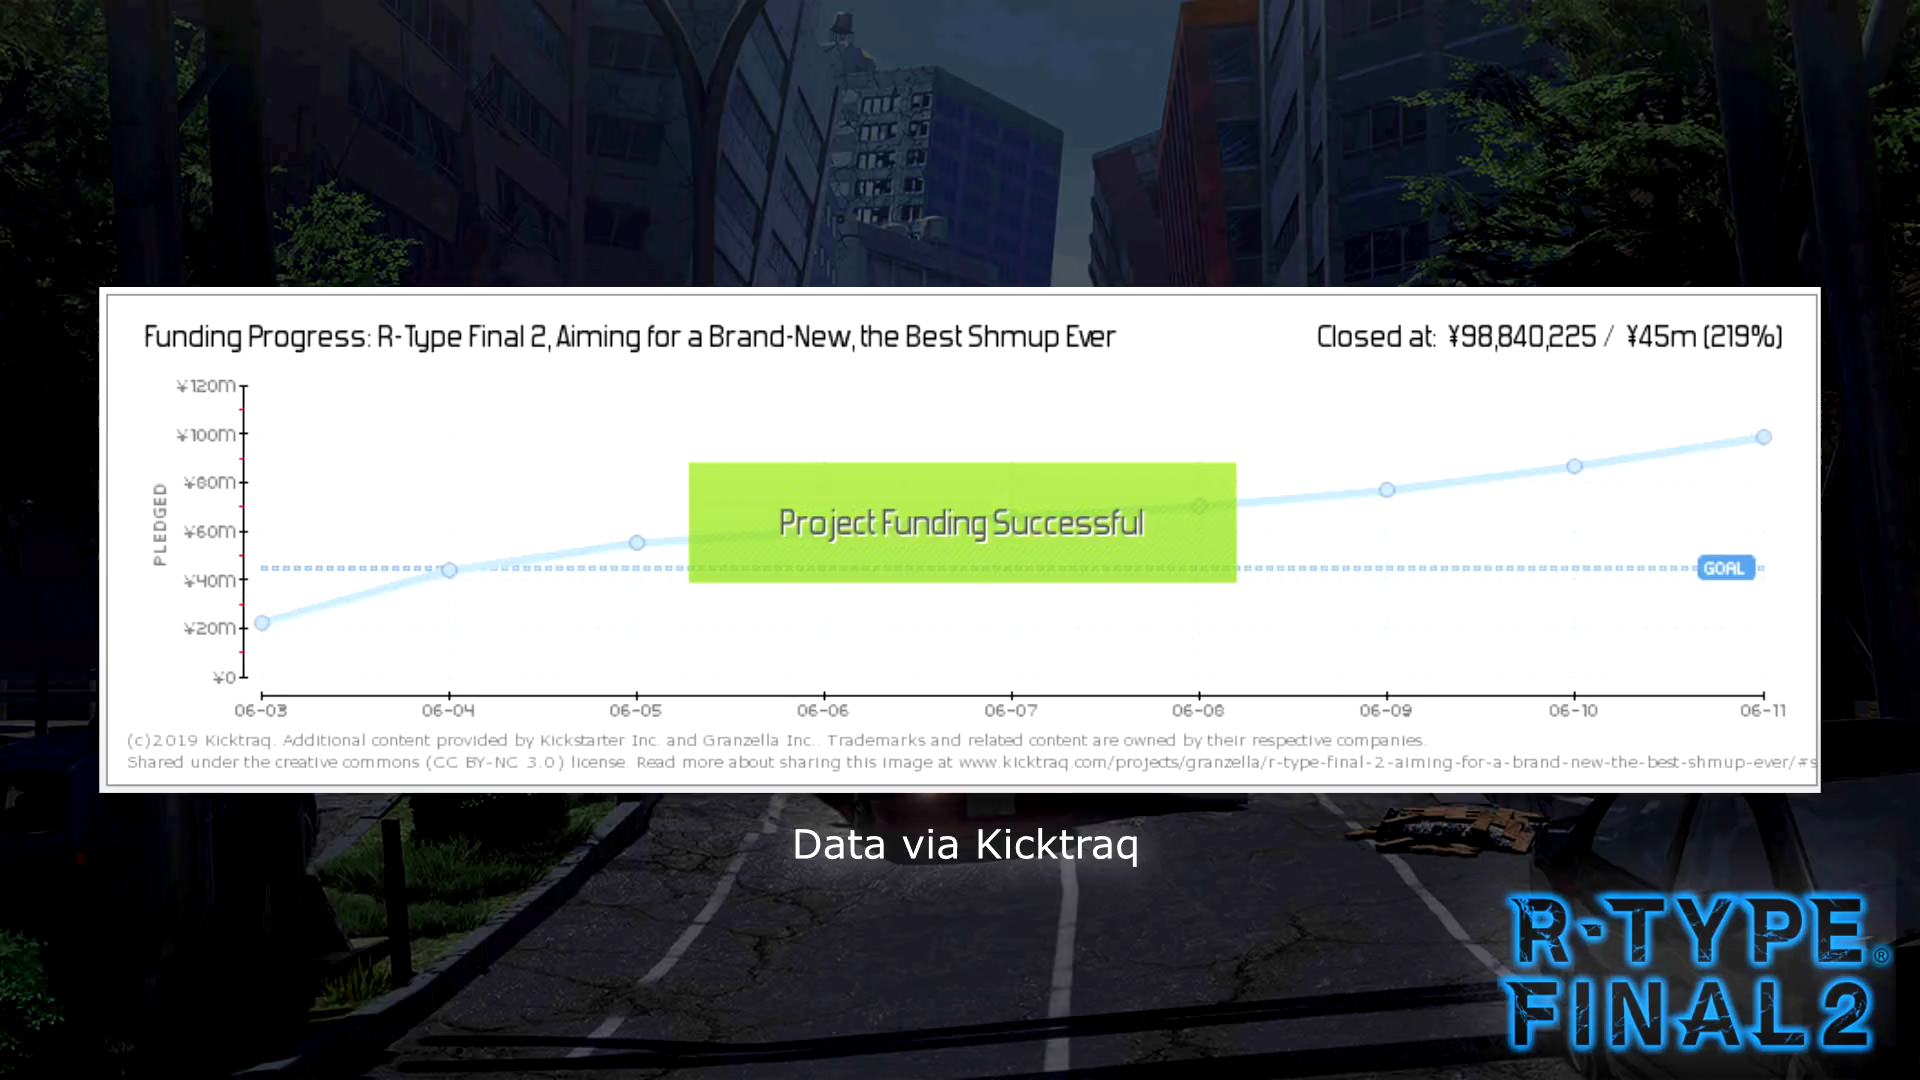 Funding Progress: R-Type Final 2, Aiming for a Brand-New, the Best Shmup Ever
Closed at: ¥98,840,225 / ¥45m (219%)
¥120m
¥100m
¥80m
¥60m
¥40m
¥20m
¥0
PLEDGED
Project Funding Successful
GOAL
06-03 06-04 06-05 06-06 06-07 06-08 06-09 06-10 06-11
(c)2019 Kicktraq. Additional content provided by Kickstarter Inc. and Granzella Inc.. Trademarks and related content are owned by their respective companies.
Shared under the creative commons (CC BY-NC 3.0) license. Read more about sharing this image at www.kicktraq.com/projects/granzella/r-type-final-2-aiming-for-a-brand-new-the-best-shmup-ever/#s
Data via Kicktraq
R-TYPE®
FINAL 2